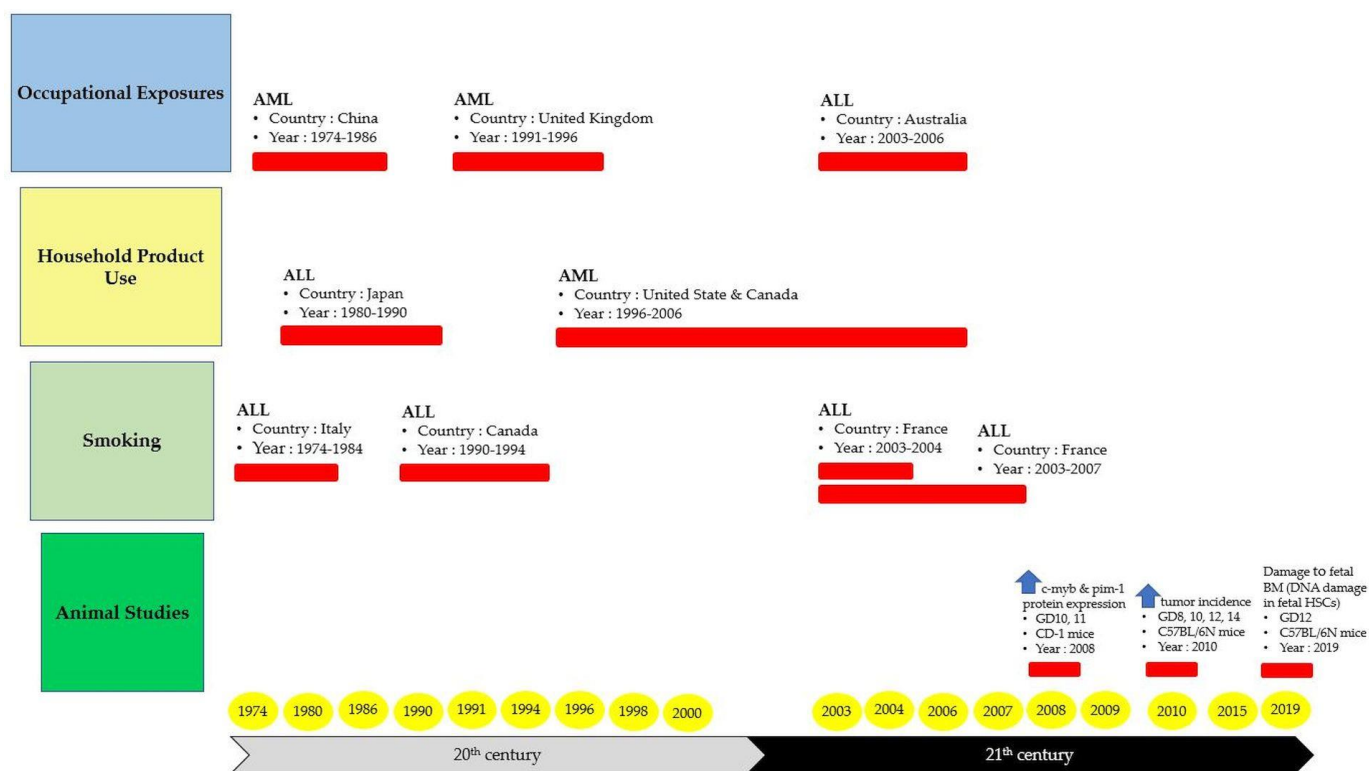 Occupational Exposures
AML
• Country : China
• Year : 1974-1986
AML
• Country : United Kingdom
• Year : 1991-1996
ALL
• Country : Australia
• Year : 2003-2006
Household Product
Use
ALL
• Country : Japan
• Year : 1980-1990
AML
• Country : United State & Canada
• Year : 1996-2006
Smoking
ALL
• Country : Italy
• Year : 1974-1984
ALL
• Country : Canada
• Year : 1990-1994
ALL
• Country : France
• Year : 2003-2004
ALL
• Country : France
• Year : 2003-2007
Animal Studies
c-myb & pim-1
protein expression
• GD10, 11
• CD-1 mice
• Year : 2008
tumor incidence
• GD8, 10, 12, 14
• C57BL/6N mice
• Year : 2010
Damage to fetal
BM (DNA damage
in fetal HSCs)
• GD12
• C57BL/6N mice
• Year : 2019
1974 1980 1986 1990 1991 1994 1996 1998 2000 2003 2004 2006 2007 2008 2009 2010 2015 2019
20th century
21th century